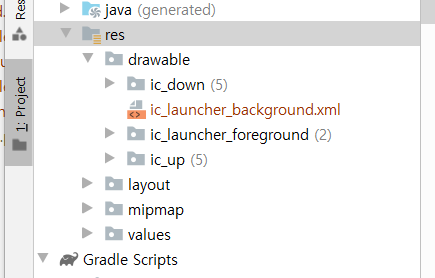 Res
1: Project
java (generated)
res
drawable
ic_down (5)
ic_launcher_background.xml
ic_launcher_foreground (2)
ic_up (5)
layout
mipmap
values
Gradle Scripts